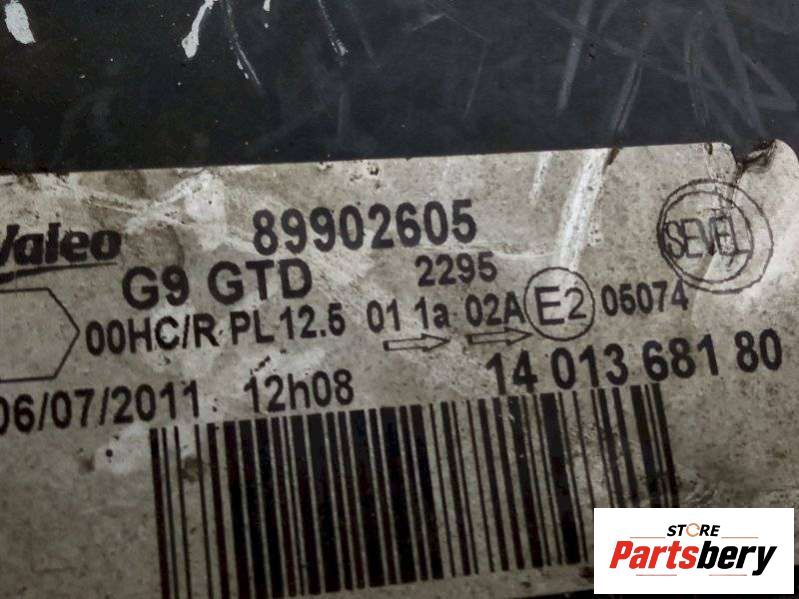 Valeo 89902605 SEVEL
G9 GTD 2295
00HC/R PL 12.5 01 1a 02A E2 05074
06/07/2011 12h08 14 013 681 80
STORE
Partsbery